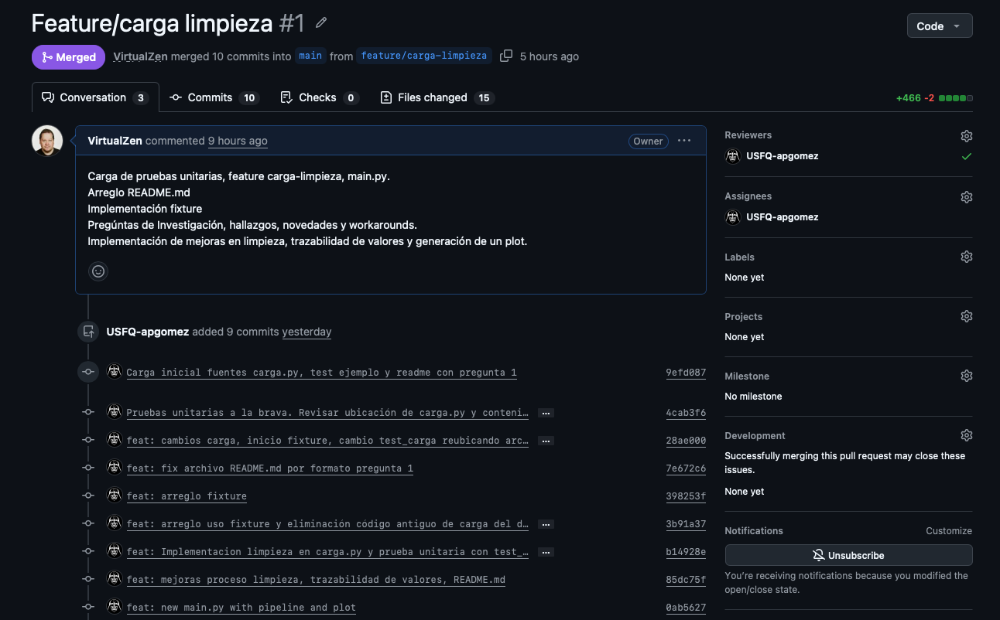 Feature/carga limpieza #1
Code
Merged
VirtualZen merged 10 commits into main from feature/carga-limpieza 5 hours ago
Conversation 3
Commits 10
Checks 0
Files changed 15
+466 -2
VirtualZen commented 9 hours ago
Owner
Carga de pruebas unitarias, feature carga-limpieza, main.py.
Arreglo README.md
Implementación fixture
Pregúntas de Investigación, hallazgos, novedades y workarounds.
Implementación de mejoras en limpieza, trazabilidad de valores y generación de un plot.
USFQ-apgomez added 9 commits yesterday
Carga inicial fuentes carga.py, test ejemplo y readme con pregunta 1 9efd087
Pruebas unitarias a la brava. Revisar ubicación de carga.py y conteni… ... 4cab3f6
feat: cambios carga, inicio fixture, cambio test_carga reubicando arc… ... 28ae000
feat: fix archivo README.md por formato pregunta 1 7e672c6
feat: arreglo fixture 398253f
feat: arreglo uso fixture y eliminación código antiguo de carga del d… ... 3b91a37
feat: Implementacion limpieza en carga.py y prueba unitaria con test_… ... b14928e
feat: mejoras proceso limpieza, trazabilidad de valores, README.md 85dc75f
feat: new main.py with pipeline and plot 0ab5627
Reviewers
USFQ-apgomez
Assignees
USFQ-apgomez
Labels
None yet
Projects
None yet
Milestone
No milestone
Development
Successfully merging this pull request may close these
issues.
None yet
Notifications
Customize
Unsubscribe
You're receiving notifications because you modified the
open/close state.